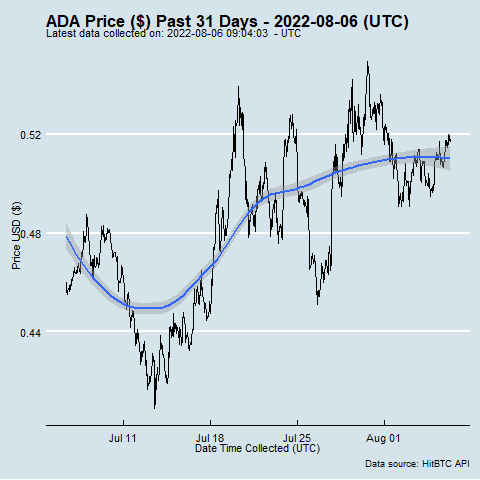 ADA Price ($) Past 31 Days - 2022-08-06 (UTC)
Latest data collected on: 2022-08-06 09:04:03  - UTC
Price USD ($)
0.52
0.48
0.44
Jul 11
Jul 18
Jul 25
Aug 01
Date Time Collected (UTC)
Data source: HitBTC API